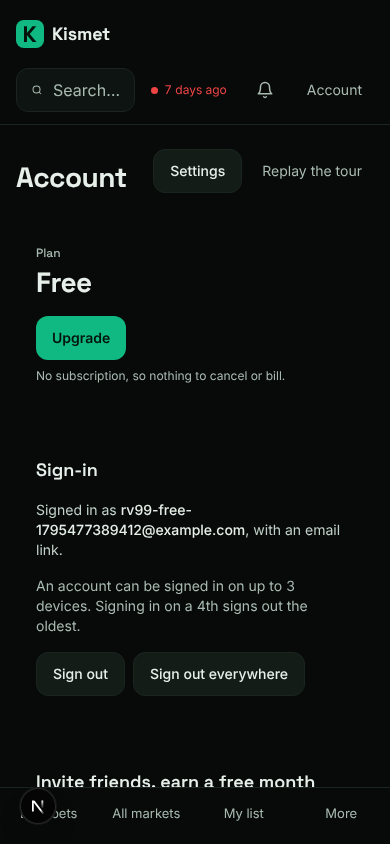 Kismet
Search...
7 days ago
Account
Account
Settings
Replay the tour
Plan
Free
Upgrade
No subscription, so nothing to cancel or bill.
Sign-in
Signed in as rv99-free-
1795477389412@example.com, with an email
link.
An account can be signed in on up to 3
devices. Signing in on a 4th signs out the
oldest.
Sign out
Sign out everywhere
Invite friends, earn a free month
All markets
My list
More